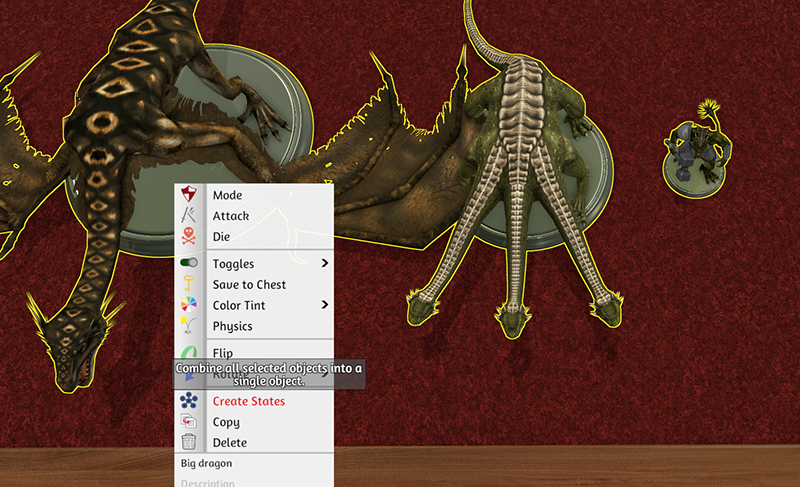 Mode
Attack
Die
Toggles
Save to Chest
Color Tint
Physics
Flip
Combine all selected objects into a
single object.
Rotate
Create States
Copy
Delete
Big dragon
Description